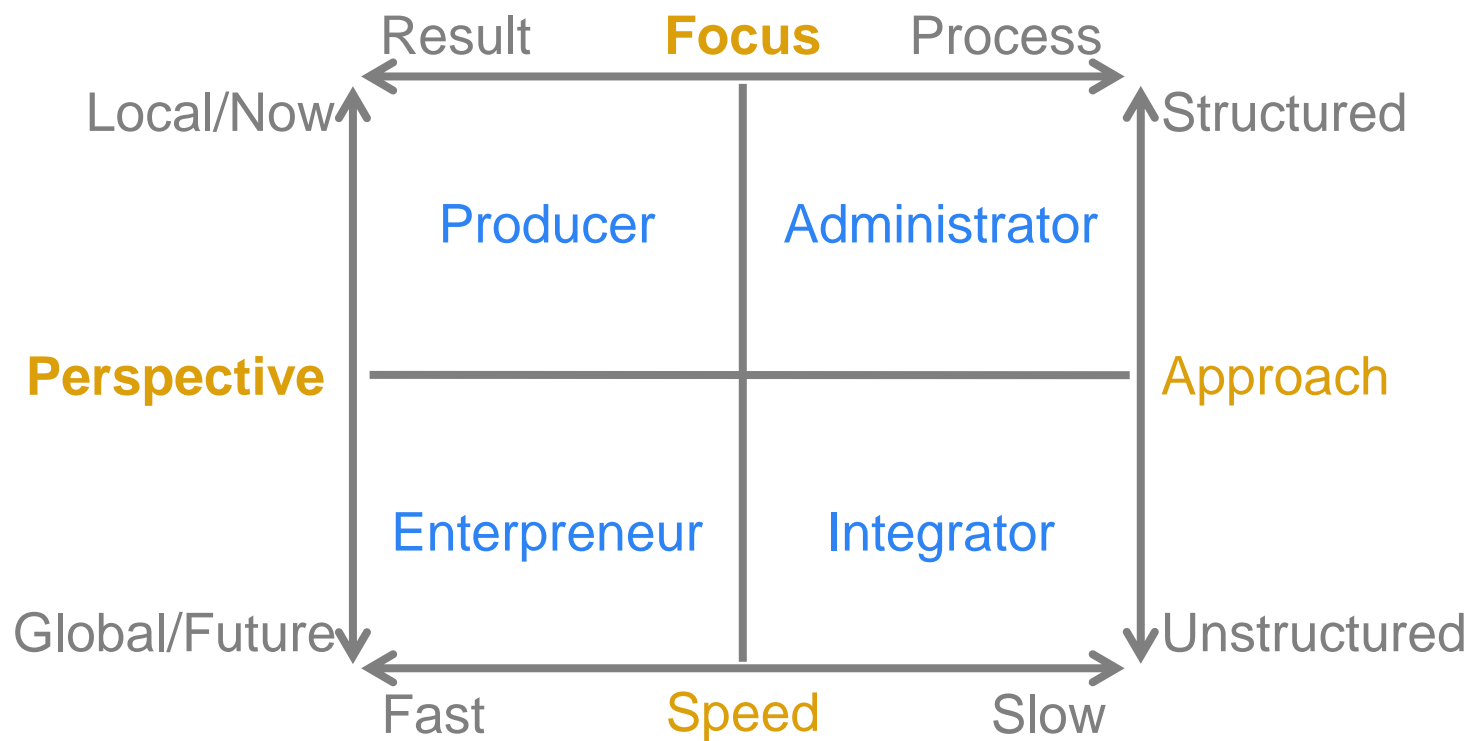 Result Focus Process
Local/Now Structured
Producer Administrator
Perspective Approach
Enterpreneur Integrator
Global/Future Unstructured
Fast Speed Slow